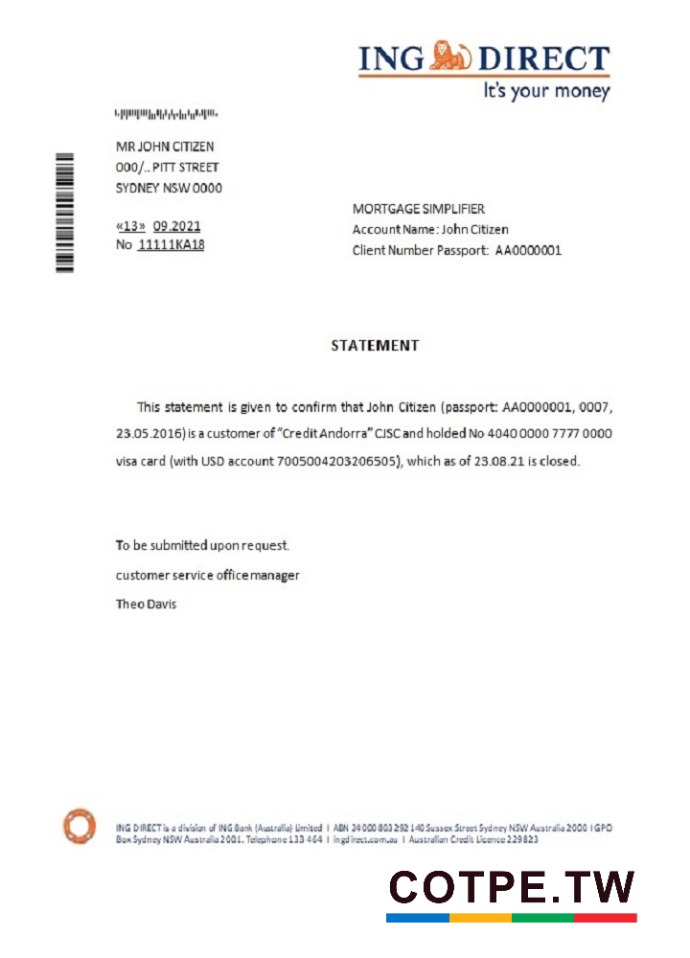 ING DIRECT
It's your money
MR JOHN CITIZEN
000/.. PITT STREET
SYDNEY NSW 0000
«13» 09.2021
No 11111KA18
MORTGAGE SIMPLIFIER
Account Name: John Citizen
Client Number Passport: AA0000001
STATEMENT
This statement is given to confirm that John Citizen (passport: AA0000001, 0007,
23.05.2016) is a customer of "Credit Andorra" CJSC and holded No 4040 0000 7777 0000
visa card (with USD account 7005004203206505), which as of 23.08.21 is closed.
To be submitted upon request.
customer service office manager
Theo Davis
ING DIRECT is a division of ING Bank (Australia) Limited | ABN 24 000 803 292 140 Sussex Street Sydney NSW Australia 2000 | GPO
Box Sydney NSW Australia 2001. Telephone 133 464 | ingdirect.com.au | Australian Credit Licence 229823
COTPE.TW